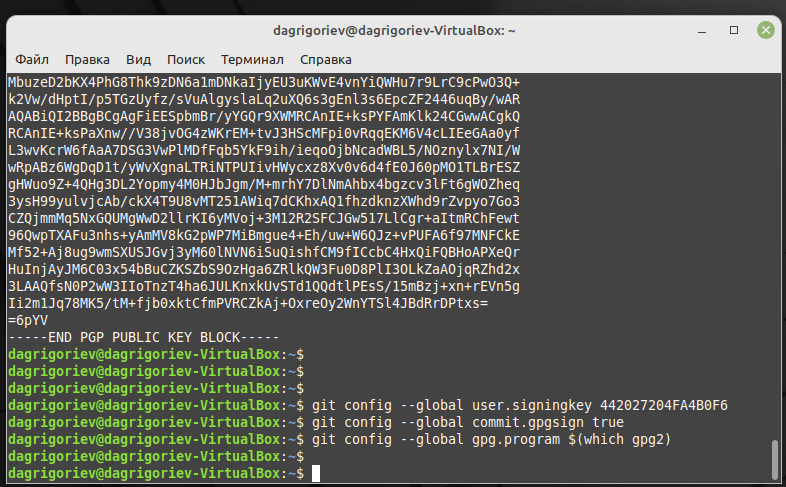 dagrigoriev@dagrigoriev-VirtualBox: ~
Файл Правка Вид Поиск Терминал Справка
MbuzeD2bKX4PhG8Thk9zDN6a1mDNkaIjyEU3uKWvE4vnYiQWHu7r9LrC9cPwO3Q+
k2Vw/dHptI/p5TGzUyfz/sVuAlgyslaLq2uXQ6s3gEnl3s6EpcZF2446uqBy/wAR
AQABiQI2BBgBCgAgFiEESpbmBr/yYGQr9XWMRCAnIE+ksPYFAmKlk24CGwwACgkQ
RCAnIE+ksPaXnw//V38jvOG4zWKrEM+tvJ3HScMFpi0vRqqEKM6V4cLIEeGAa0yf
L3wvKcrW6fAaA7DSG3VwPlMDfFqb5YkF9ih/ieqoOjbNcadWBL5/NOznylx7NI/W
wRpABz6WgDqD1t/yWvXgnaLTRiNTPUIivHWycxz8Xv0v6d4fE0J60pMO1TLBrESZ
gHWuo9Z+4QHg3DL2Yopmy4M0HJbJgm/M+mrhY7DlNmAhbx4bgzcv3lFt6gWOZheq
3ysH99yulvjcAb/ckX4T9U8vMT251AWiq7dCKhxAQ1fhzdknzXWhd9rZvpyo7Go3
CZQjmmMq5NxGQUMgWwD2llrKI6yMVoj+3M12R2SFCJGw517LlCgr+aItmRChFewt
96QwpTXAFu3nhs+yAmMV8kG2pWP7MiBmgue4+Eh/uw+W6QJz+vPUFA6f97MNFCkE
Mf52+Aj8ug9wmSXUSJGvj3yM60lNVN6iSuQishfCM9fICcbC4HxQiFQBHoAPXeQr
HuInjAyJM6C03x54bBuCZKSZbS9OzHga6ZRlkQW3Fu0D8PlI3OLkZaAOjqRZhd2x
3LAAQfsN0P2wW3IIoTnzT4ha6JULKnxkUvSTd1QQdtlPEsS/15mBzj+xn+rEVn5g
Ii2m1Jq78MK5/tM+fjb0xktCfmPVRCZkAj+OxreOy2WnYTSl4JBdRrDPtxs=
=6pYV
-----END PGP PUBLIC KEY BLOCK-----
dagrigoriev@dagrigoriev-VirtualBox:~$
dagrigoriev@dagrigoriev-VirtualBox:~$
dagrigoriev@dagrigoriev-VirtualBox:~$
dagrigoriev@dagrigoriev-VirtualBox:~$ git config --global user.signingkey 442027204FA4B0F6
dagrigoriev@dagrigoriev-VirtualBox:~$ git config --global commit.gpgsign true
dagrigoriev@dagrigoriev-VirtualBox:~$ git config --global gpg.program $(which gpg2)
dagrigoriev@dagrigoriev-VirtualBox:~$
dagrigoriev@dagrigoriev-VirtualBox:~$